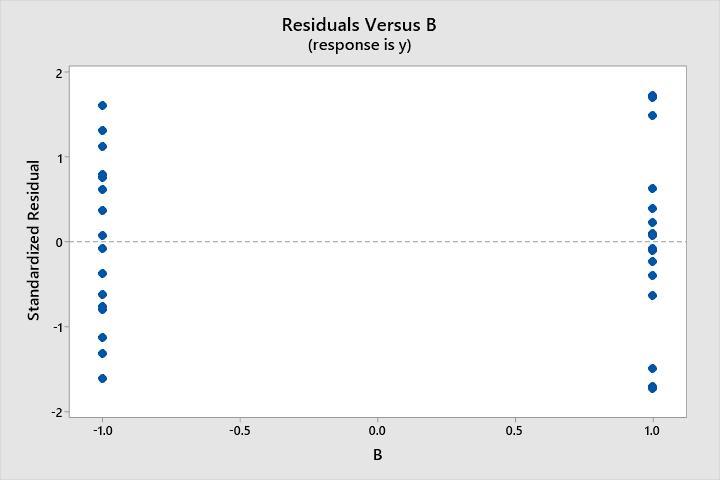 Residuals Versus B
(response is y)
Standardized Residual
2
1
0
-1
-2
-1.0
-0.5
0.0
0.5
1.0
B